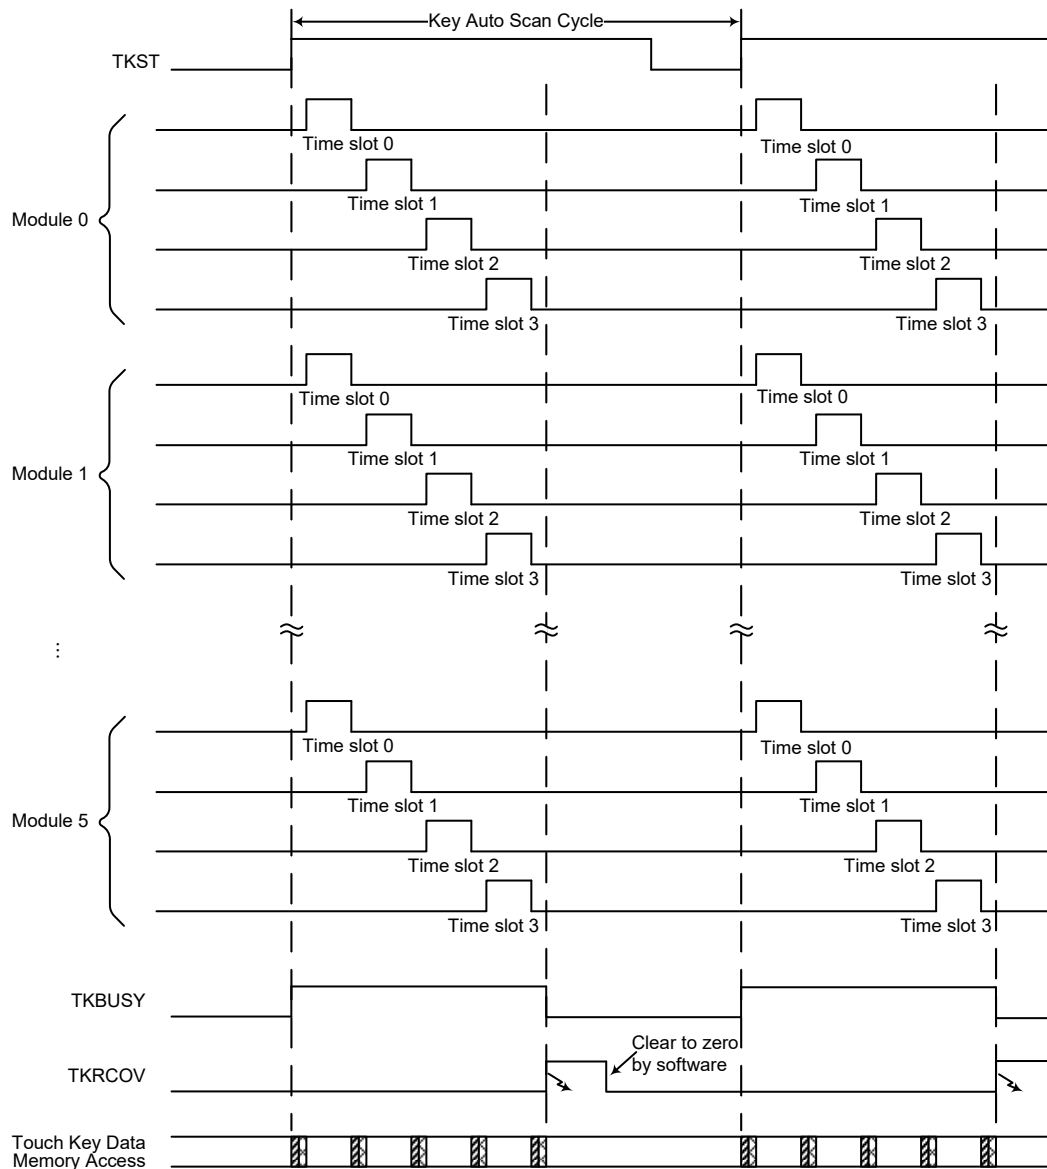 Key Auto Scan Cycle
TKST
Time slot 0
Time slot 0
Time slot 1
Time slot 1
Module 0
Time slot 2
Time slot 2
Time slot 3
Time slot 3
Time slot 0
Time slot 0
Time slot 1
Time slot 1
Module 1
Time slot 2
Time slot 2
Time slot 3
Time slot 3
...
Time slot 0
Time slot 0
Time slot 1
Time slot 1
Module 5
Time slot 2
Time slot 2
Time slot 3
Time slot 3
TKBUSY
Clear to zero
by software
TKRCOV
Touch Key Data
Memory Access